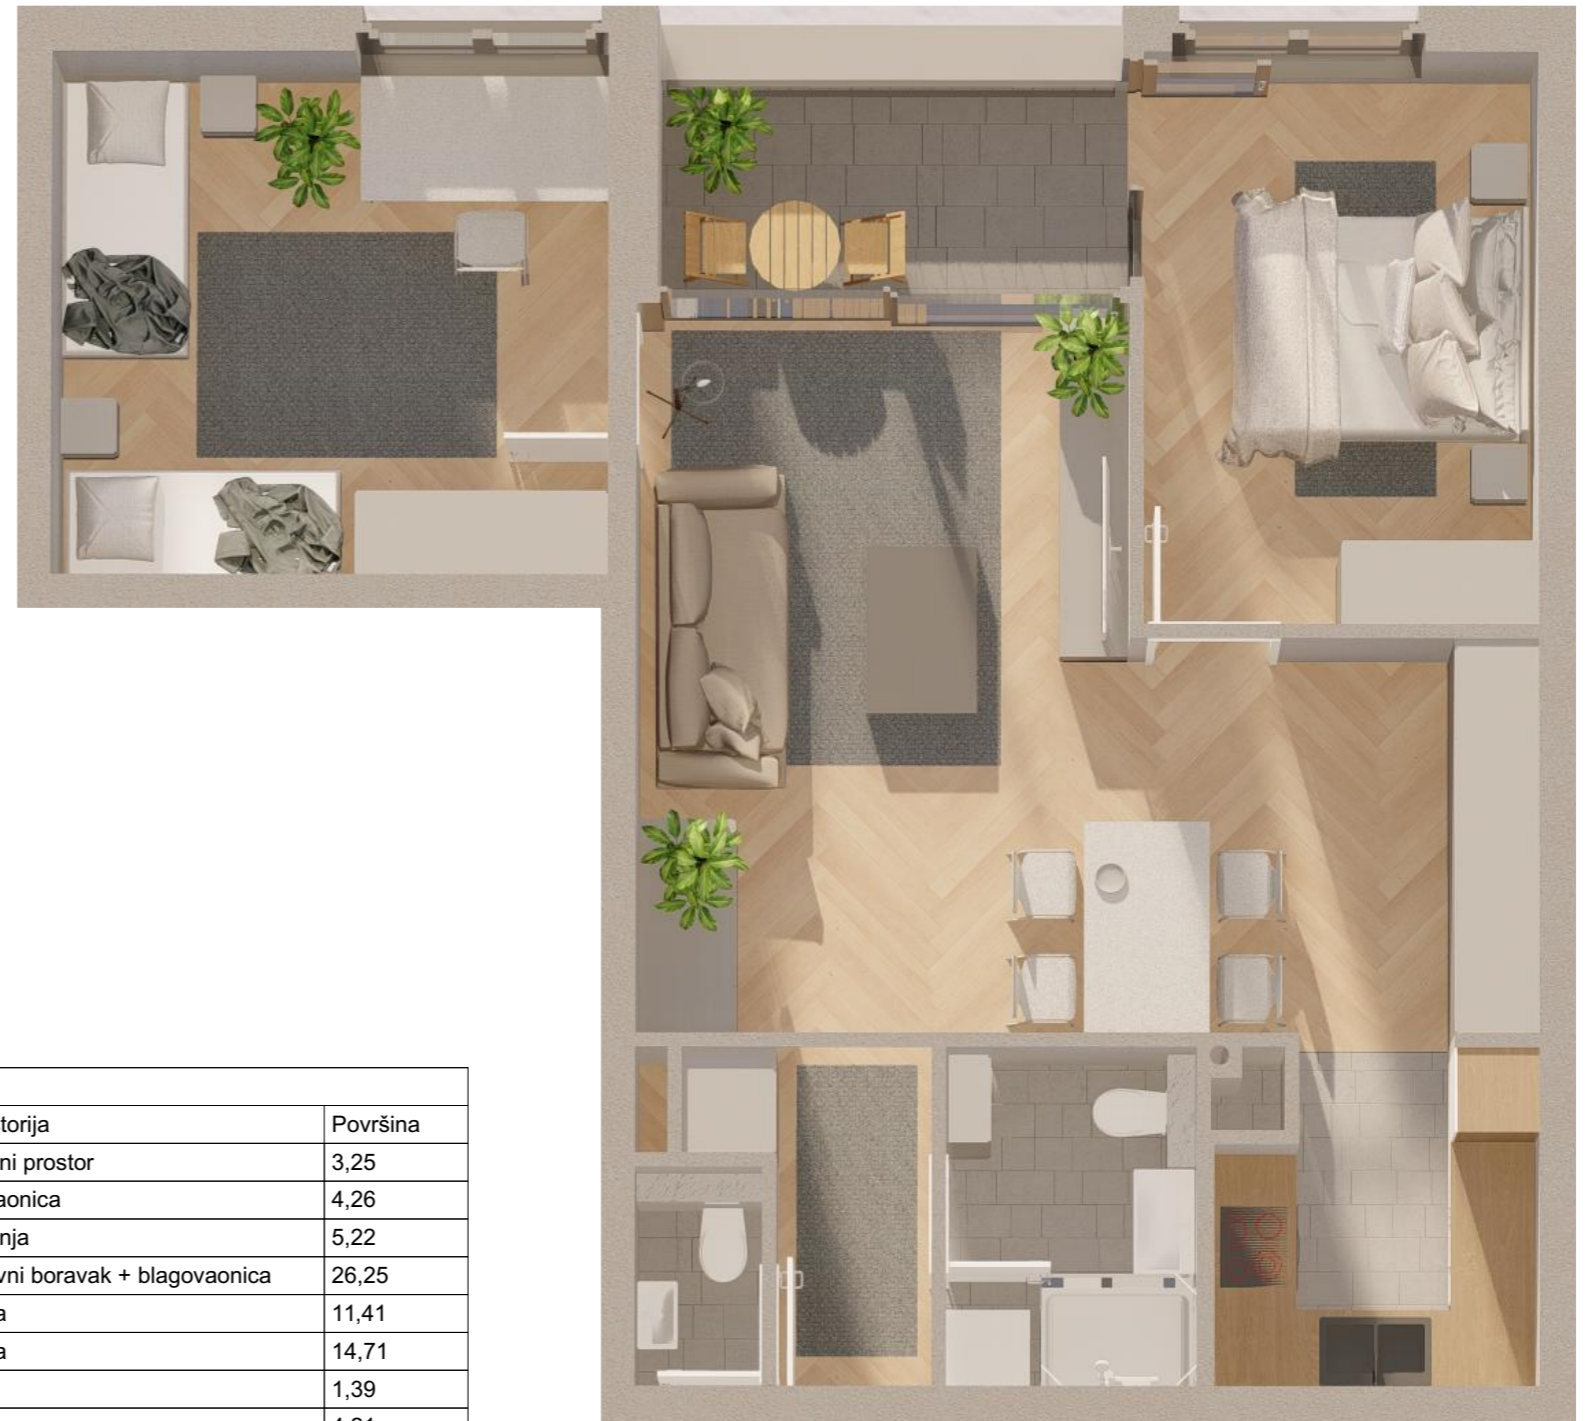 torija Površina
ni prostor 3,25
aonica 4,26
nja 5,22
vni boravak + blagovaonica 26,25
a 11,41
a 14,71
1,39